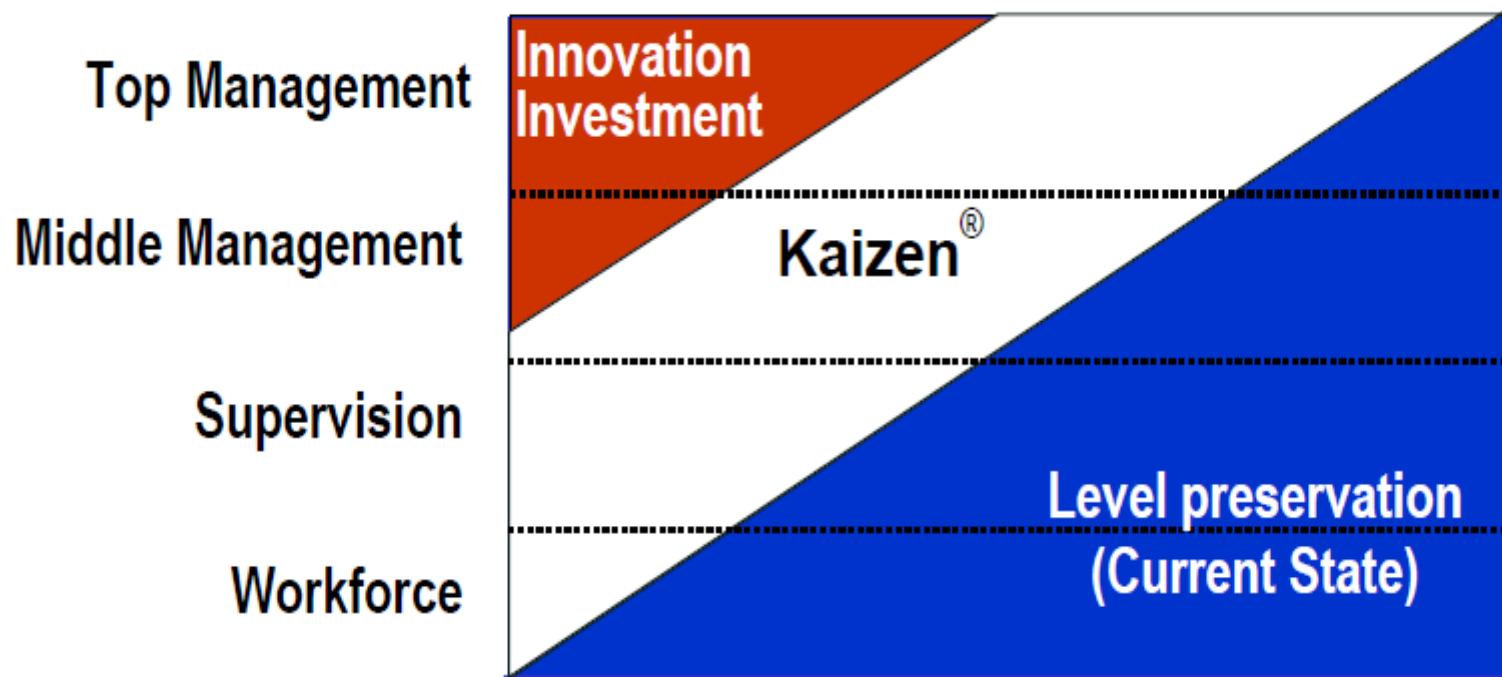 Top Management
Innovation
Investment
Middle Management
Kaizen®
Supervision
Level preservation
(Current State)
Workforce